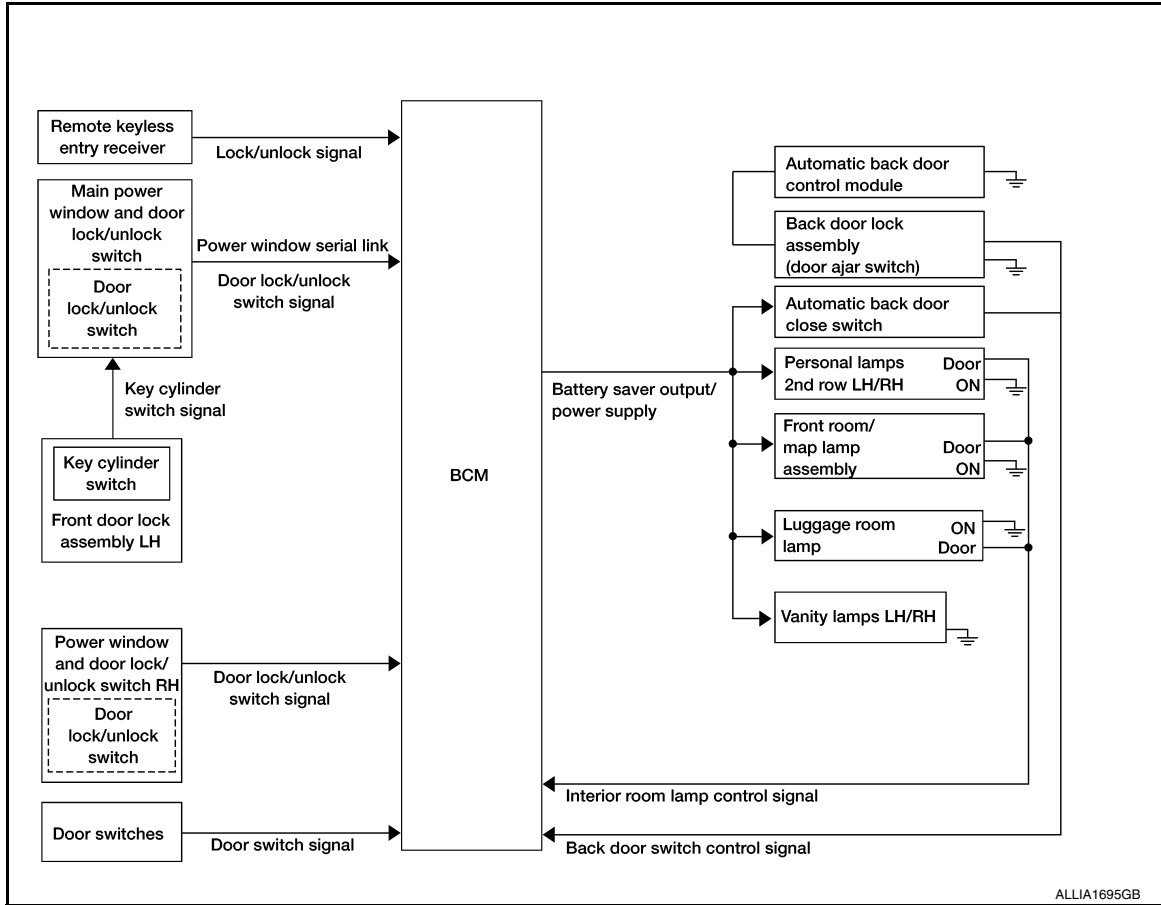 Remote keyless
entry receiver
Lock/unlock signal
Main power
window and door
lock/unlock
switch
Door
lock/unlock
switch
Power window serial link
Door lock/unlock
switch signal
Key cylinder
switch signal
Key cylinder
switch
Front door lock
assembly LH
Power window
and door lock/
unlock switch RH
Door
lock/unlock
switch
Door lock/unlock
switch signal
Door switches
Door switch signal
BCM
Battery saver output/
power supply
Automatic back door
control module
Back door lock
assembly
(door ajar switch)
Automatic back door
close switch
Personal lamps Door
2nd row LH/RH ON
Front room/
map lamp Door
assembly ON
Luggage room ON
lamp Door
Vanity lamps LH/RH
Interior room lamp control signal
Back door switch control signal
ALLIA1695GB